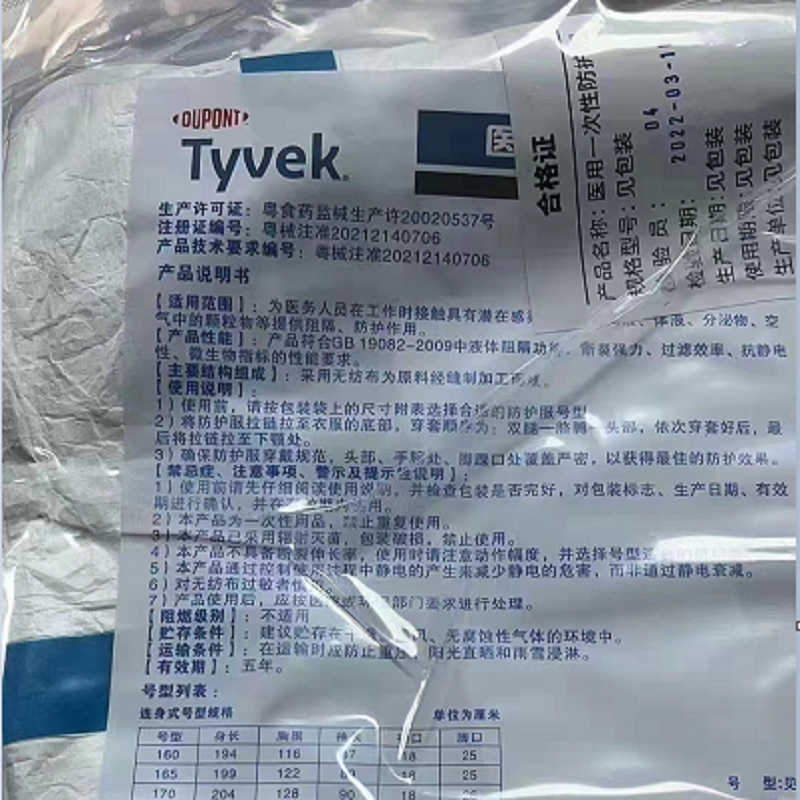 DUPONT
Tyvek
生产许可证：粤食药监械生产许20020537号
注册证编号：粤械注准20212140706
产品技术要求编号：粤械注准20212140706
产品说明书
【适用范围】：为医务人员在工作时接触具有潜在感 体液、分泌物、空
气中的颗粒物等提供阻隔、防护作用。
【产品性能】：产品符合GB 19082-2009中液体阻隔功能、断裂强力、过滤效率、抗静电
性、微生物指标的性能要求。
【主要结构组成】：采用无纺布为原料经缝制加工而成。
【使用说明】：
1）使用前，请按包装袋上的尺寸附表选择合适的防护服号型
2）将防护服拉链拉至衣服的底部，穿套顺序为：双腿—胳膊—头部，依次穿套好后，最
后将拉链拉至下颚处。
3）确保防护服穿戴规范，头部、手腕处、脚踝口处覆盖严密，以获得最佳的防护效果。
【禁忌症、注意事项、警示及提示性说明】：
1）使用前请先仔细阅读使用说明，并检查包装是否完好，对包装标志、生产日期、有效
期进行确认，并在 使用。
2）本产品为一次性用品，禁止重复使用。
3）本产品已采用辐射灭菌，包装破损，禁止使用。
4）本产品不具备断裂伸长率，使用时请注意动作幅度，并选择号型
5）本产品通过控制使用过程中静电的产生来减少静电的危害，而非通过静电衰减。
6）对无纺布过敏者慎
7）产品使用后，应按医 部门要求进行处理。
【阻燃级别】：不适用
【贮存条件】：建议贮存在干 风、无腐蚀性气体的环境中。
【运输条件】：在运输时应防止重压，阳光直晒和雨雪浸淋。
【有效期】：五年。
号型列表：
连身式号型规格 单位为厘米
号型 身长 胸围 口 脚口
160 194 116 87 18 25
165 199 122 18 25
170 204 128 90 18
号 型：见
合格证
产品名称：医用一次性防护
规格型号：见包装
检验员：04
检验日期：2022-03-1
生产日期：见包装
使用期限：见包装
生产单位：见包装